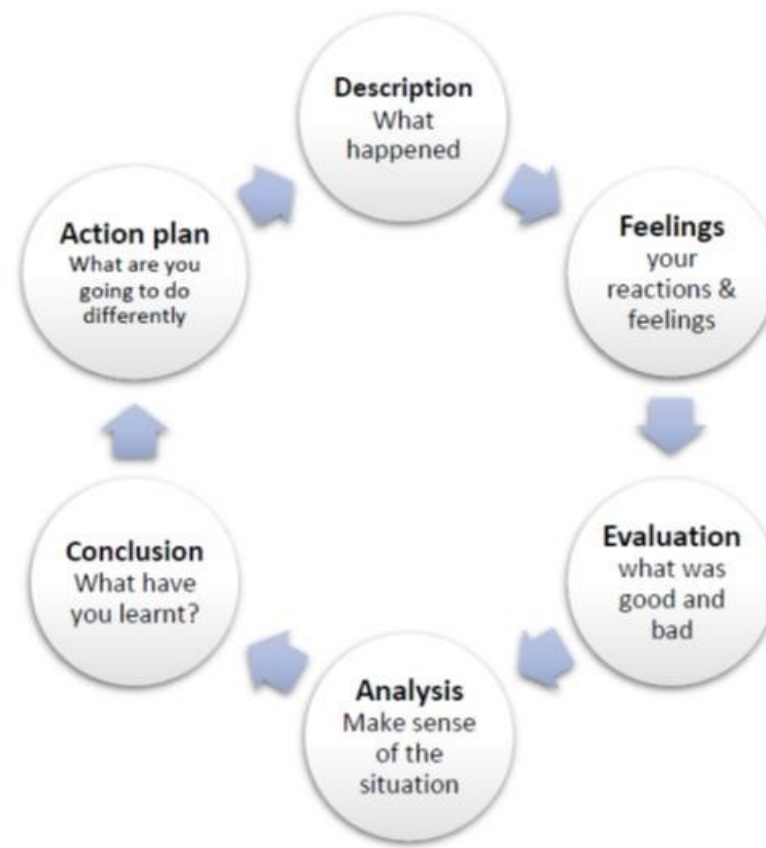 Description
What
happened
Feelings
your
reactions &
feelings
Evaluation
what was
good and
bad
Analysis
Make sense
of the
situation
Conclusion
What have
you learnt?
Action plan
What are you
going to do
differently